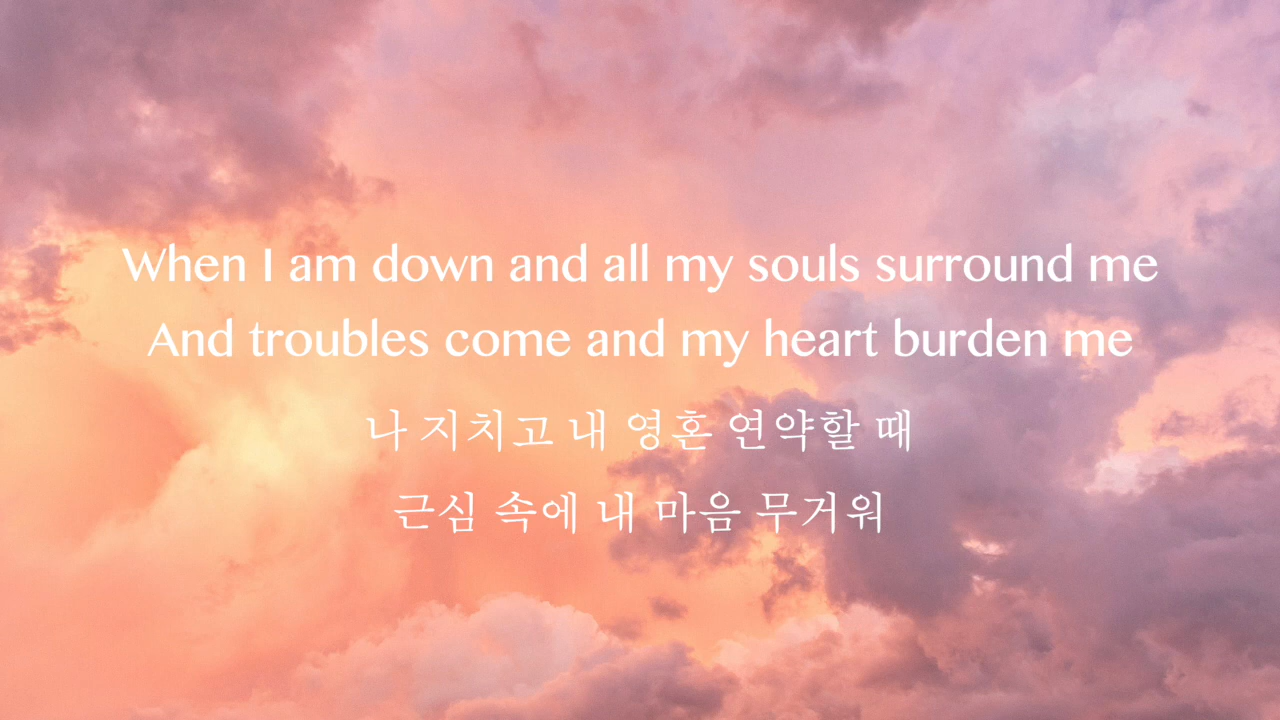 When I am down and all my souls surround me
And troubles come and my heart burden me
나 지치고 내 영혼 연약할 때
근심 속에 내 마음 무거워